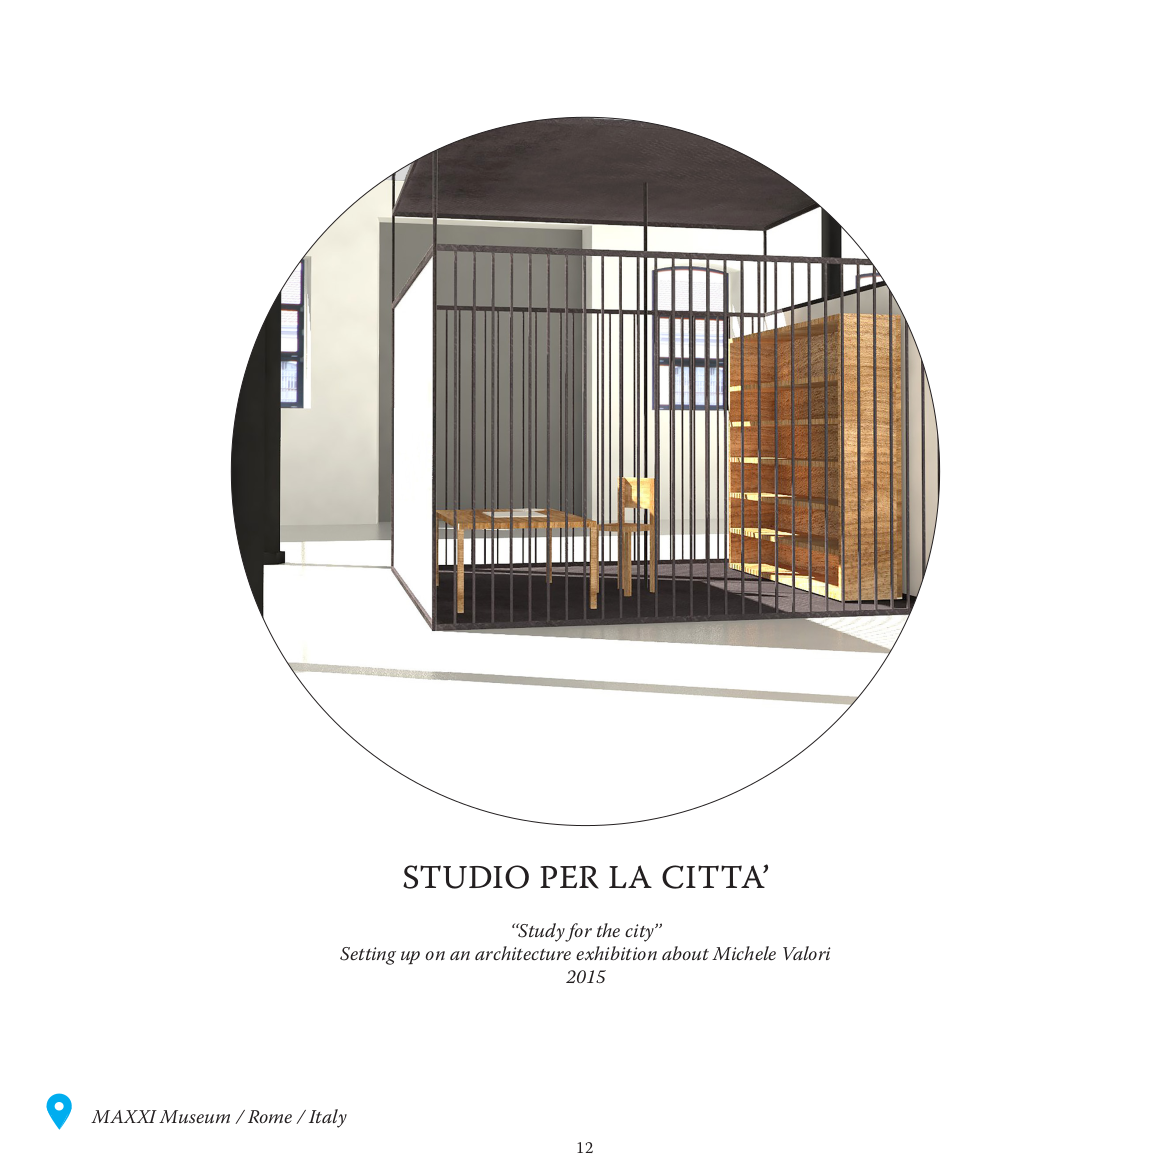 STUDIO PER LA CITTA’
“Study for the city”
Setting up on an architecture exhibition about Michele Valori
2015
MAXXI Museum / Rome / Italy
12